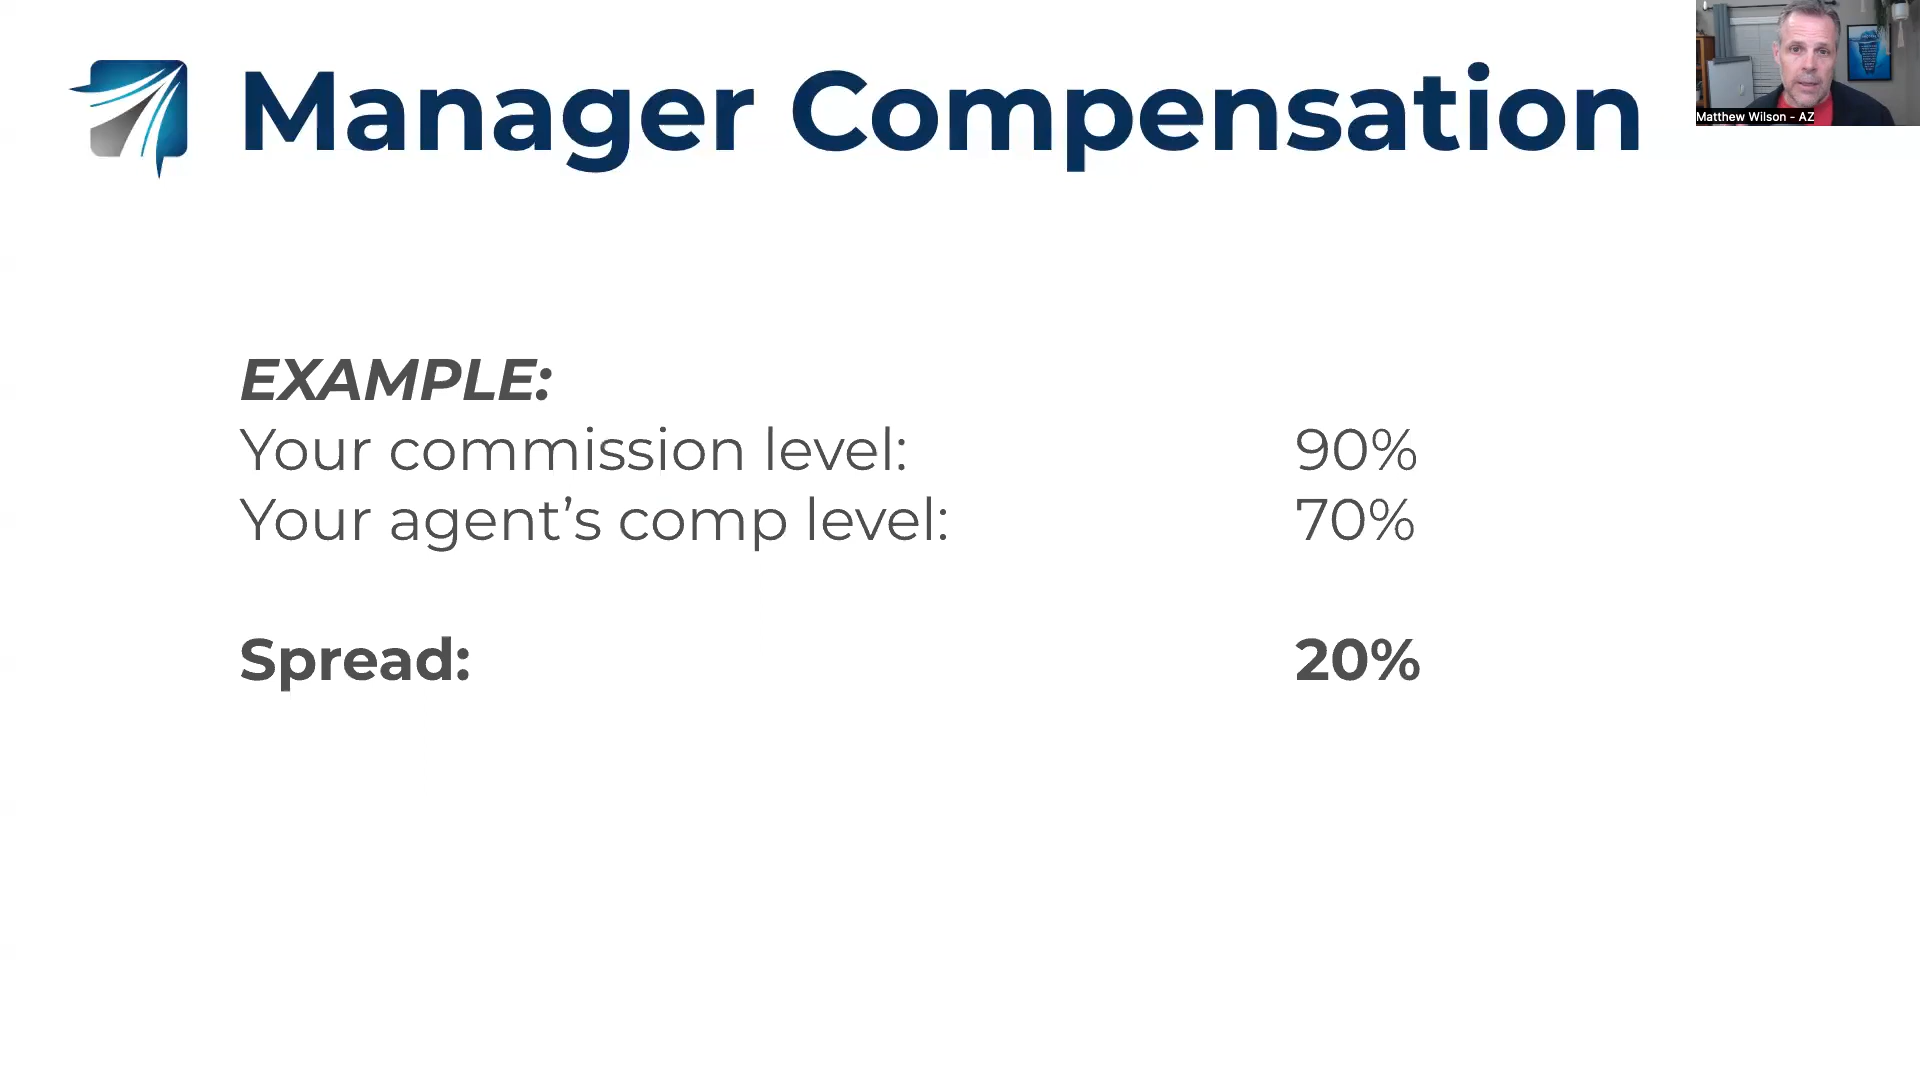 Manager Compensation
Matthew Wilson - AZ
EXAMPLE:
Your commission level: 90%
Your agent’s comp level: 70%
Spread: 20%